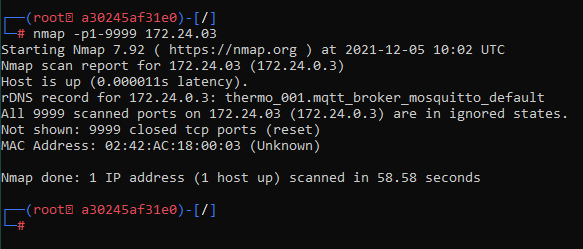 ┌──(root㉿ a30245af31e0)-[/]
└─# nmap -p1-9999 172.24.03
Starting Nmap 7.92 ( https://nmap.org ) at 2021-12-05 10:02 UTC
Nmap scan report for 172.24.03 (172.24.0.3)
Host is up (0.000011s latency).
rDNS record for 172.24.0.3: thermo_001.mqtt_broker_mosquitto_default
All 9999 scanned ports on 172.24.03 (172.24.0.3) are in ignored states.
Not shown: 9999 closed tcp ports (reset)
MAC Address: 02:42:AC:18:00:03 (Unknown)
Nmap done: 1 IP address (1 host up) scanned in 58.58 seconds
┌──(root㉿ a30245af31e0)-[/]
└─#